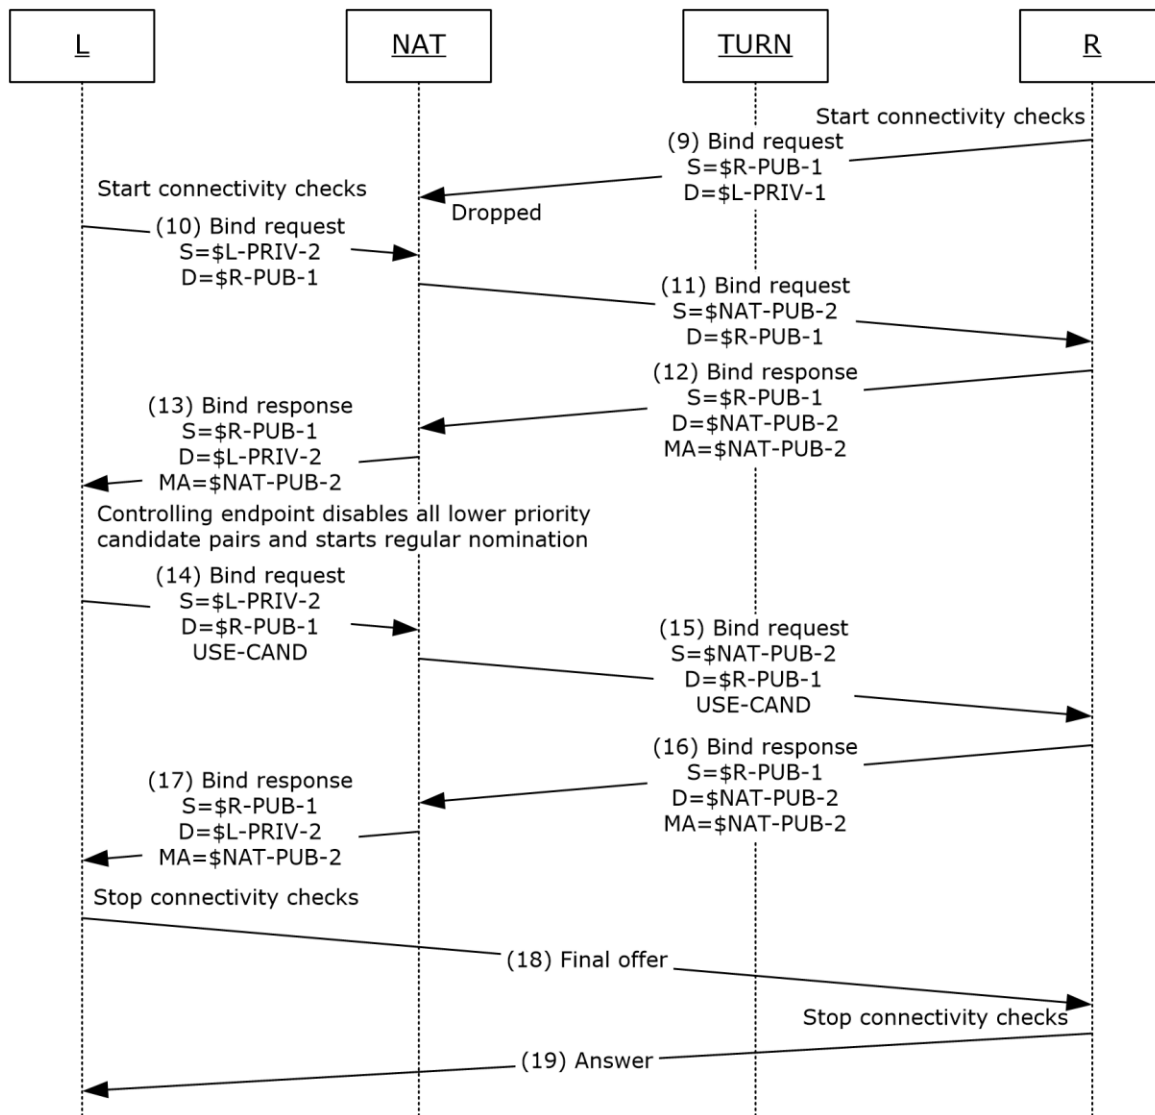 L
NAT
TURN
R
Start connectivity checks
(9) Bind request
S=$R-PUB-1
D=$L-PRIV-1
Start connectivity checks
Dropped
(10) Bind request
S=$L-PRIV-2
D=$R-PUB-1
(11) Bind request
S=$NAT-PUB-2
D=$R-PUB-1
(12) Bind response
S=$R-PUB-1
D=$NAT-PUB-2
MA=$NAT-PUB-2
(13) Bind response
S=$R-PUB-1
D=$L-PRIV-2
MA=$NAT-PUB-2
Controlling endpoint disables all lower priority
candidate pairs and starts regular nomination
(14) Bind request
S=$L-PRIV-2
D=$R-PUB-1
USE-CAND
(15) Bind request
S=$NAT-PUB-2
D=$R-PUB-1
USE-CAND
(16) Bind response
S=$R-PUB-1
D=$NAT-PUB-2
MA=$NAT-PUB-2
(17) Bind response
S=$R-PUB-1
D=$L-PRIV-2
MA=$NAT-PUB-2
Stop connectivity checks
(18) Final offer
Stop connectivity checks
(19) Answer